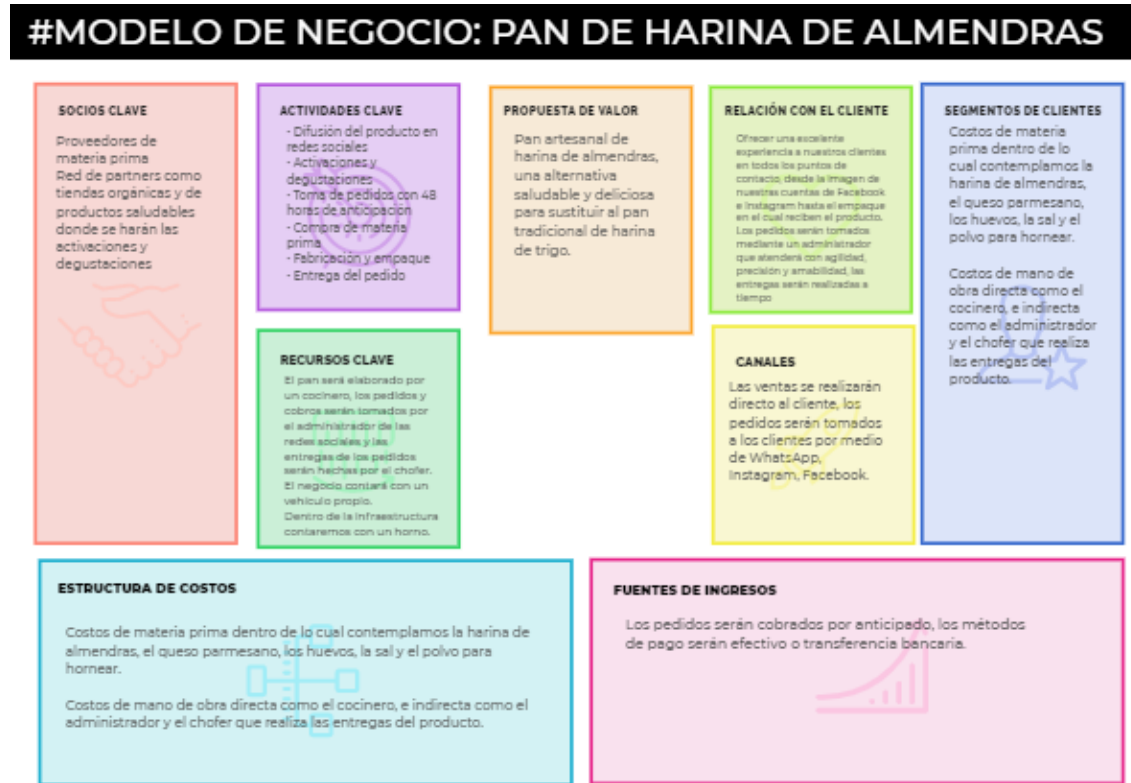 #MODELO DE NEGOCIO: PAN DE HARINA DE ALMENDRAS
SOCIOS CLAVE
Proveedores de
materia prima
Red de partners como
tiendas orgánicas y de
productos saludables
donde se harán las
activaciones y
degustaciones
ACTIVIDADES CLAVE
- Difusión del producto en
redes sociales
- Activaciones y
degustaciones
- Toma de pedidos con 48
horas de anticipación
- Compra de materia
prima
- Fabricación y empaque
- Entrega del pedido
RECURSOS CLAVE
El pan será elaborado por
un cocinero, los pedidos y
cobros serán tomados por
el administrador de las
redes sociales y las
entregas de los pedidos
serán hechas por el chofer.
El negocio contará con un
vehículo propio.
Dentro de la infraestructura
contaremos con un horno.
PROPUESTA DE VALOR
Pan artesanal de
harina de almendras,
una alternativa
saludable y deliciosa
para sustituir al pan
tradicional de harina
de trigo.
RELACIÓN CON EL CLIENTE
Ofrecer una excelente
experiencia a nuestros clientes
en todos los puntos de
contacto, desde la imagen de
nuestras cuentas de Facebook
e Instagram hasta el empaque
en el cual reciben el producto.
Los pedidos serán tomados
mediante un administrador
que atenderá con agilidad,
precisión y amabilidad, las
entregas serán realizadas a
tiempo
CANALES
Las ventas se realizarán
directo al cliente, los
pedidos serán tomados
a los clientes por medio
de WhatsApp,
Instagram, Facebook.
SEGMENTOS DE CLIENTES
Costos de materia
prima dentro de lo
cual contemplamos la
harina de almendras,
el queso parmesano,
los huevos, la sal y el
polvo para hornear.
Costos de mano de
obra directa como el
cocinero, e indirecta
como el administrador
y el chofer que realiza
las entregas del
producto.
ESTRUCTURA DE COSTOS
Costos de materia prima dentro de lo cual contemplamos la harina de
almendras, el queso parmesano, los huevos, la sal y el polvo para
hornear.
Costos de mano de obra directa como el cocinero, e indirecta como el
administrador y el chofer que realiza las entregas del producto.
FUENTES DE INGRESOS
Los pedidos serán cobrados por anticipado, los métodos
de pago serán efectivo o transferencia bancaria.